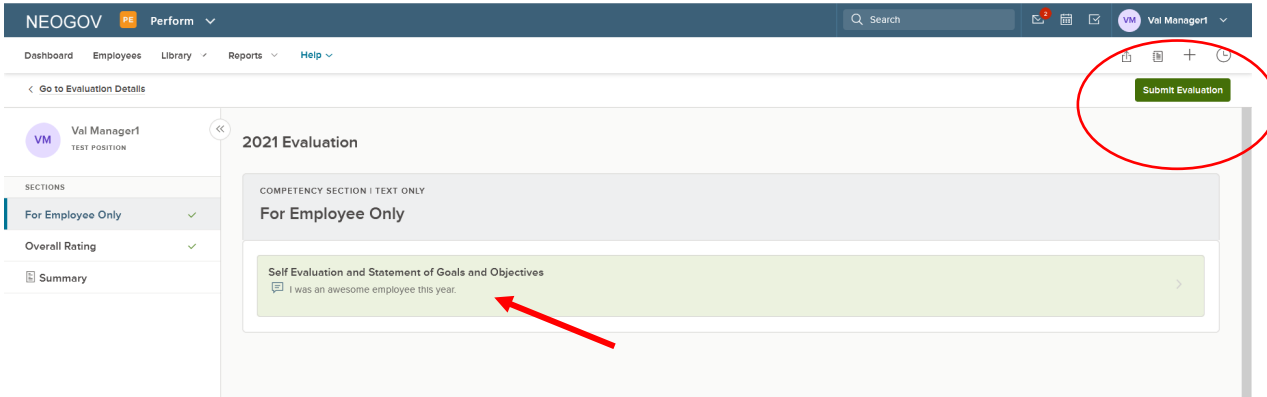 NEOGOV PE Perform Search 2 VM Val Manager1
Dashboard Employees Library Reports Help
Go to Evaluation Details Submit Evaluation
VM Val Manager1
TEST POSITION
2021 Evaluation
SECTIONS
For Employee Only
Overall Rating
Summary
COMPETENCY SECTION | TEXT ONLY
For Employee Only
Self Evaluation and Statement of Goals and Objectives
I was an awesome employee this year.